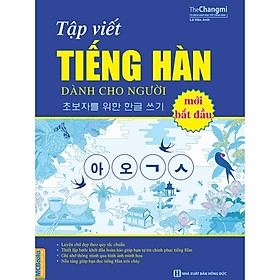 The Changmi
Lê Văn Anh
Tập viết
TIẾNG HÀN
DÀNH CHO NGƯỜI
초보자를 위한 한글 쓰기
mới
bắt đầu
아 오 ㄱ ㅅ
Luyện chữ đẹp theo quy tắc chuẩn
Thiết lập bước khởi đầu hoàn hảo giúp bạn tự tin chinh phục tiếng Hàn
Ghi nhớ thông minh qua hình ảnh minh họa
Nền tảng giúp bạn đọc tiếng Hàn trôi chảy
MCBooks
NHÀ XUẤT BẢN HỒNG ĐỨC